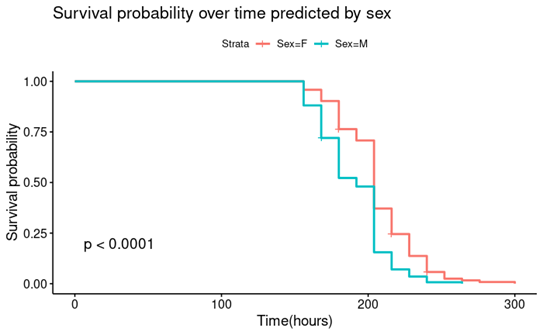 Survival probability over time predicted by sex
Strata Sex=F Sex=M
1.00
0.75
0.50
0.25
0.00
Survival probability
p < 0.0001
0 100 200 300
Time(hours)